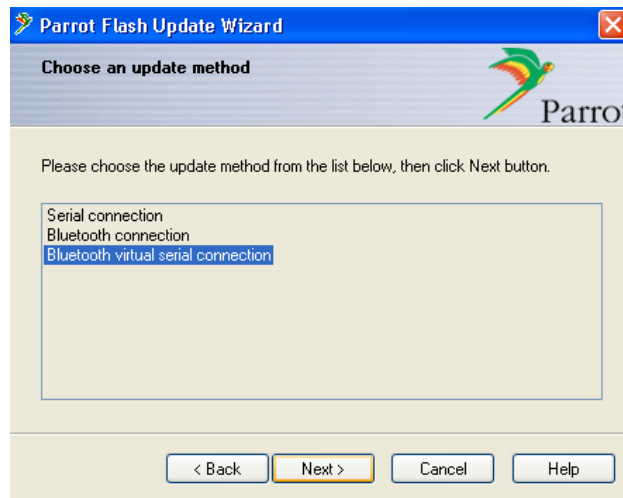 Parrot Flash Update Wizard
Choose an update method
Parro
Please choose the update method from the list below, then click Next button.
Serial connection
Bluetooth connection
Bluetooth virtual serial connection
< Back
Next >
Cancel
Help